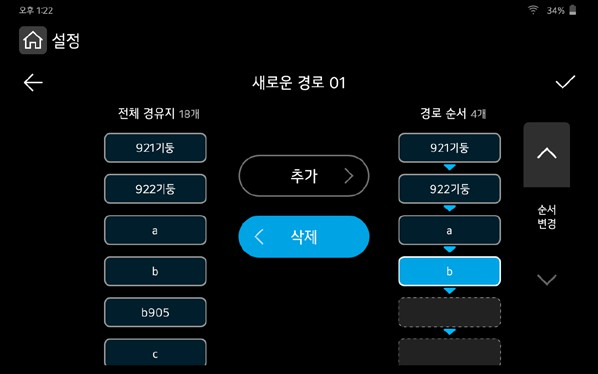 오후 1:22
34%
설정
새로운 경로 01
전체 경유지 18개
921기둥
922기둥
a
b
b905
c
추가
삭제
경로 순서 4개
921기둥
922기둥
a
b
순서
변경